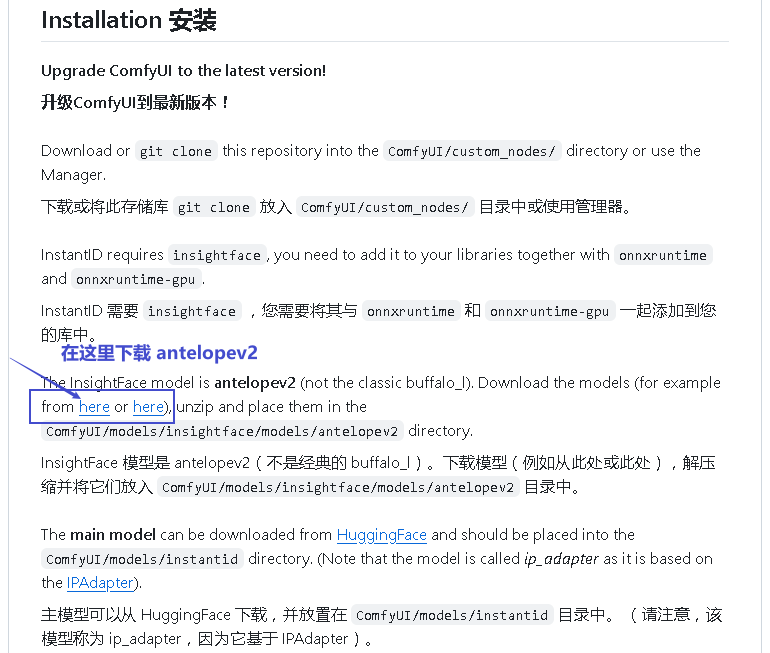 Installation 安装
Upgrade ComfyUI to the latest version!
升级ComfyUI到最新版本！
Download or git clone this repository into the ComfyUI/custom_nodes/ directory or use the
Manager.
下载或将此存储库 git clone 放入 ComfyUI/custom_nodes/ 目录中或使用管理器。
InstantID requires insightface, you need to add it to your libraries together with onnxruntime
and onnxruntime-gpu.
InstantID 需要 insightface ，您需要将其与 onnxruntime 和 onnxruntime-gpu 一起添加到您
的库中。
在这里下载 antelopev2
The InsightFace model is antelopev2 (not the classic buffalo_l). Download the models (for example
from here or here), unzip and place them in the
ComfyUI/models/insightface/models/antelopev2 directory.
InsightFace 模型是 antelopev2（不是经典的 buffalo_l）。下载模型（例如从此处或此处），解压
缩并将它们放入 ComfyUI/models/insightface/models/antelopev2 目录中。
The main model can be downloaded from HuggingFace and should be placed into the
ComfyUI/models/instantid directory. (Note that the model is called ip_adapter as it is based on
the IPAdapter).
主模型可以从 HuggingFace 下载，并放置在 ComfyUI/models/instantid 目录中。（请注意，该
模型称为 ip_adapter，因为它基于 IPAdapter）。